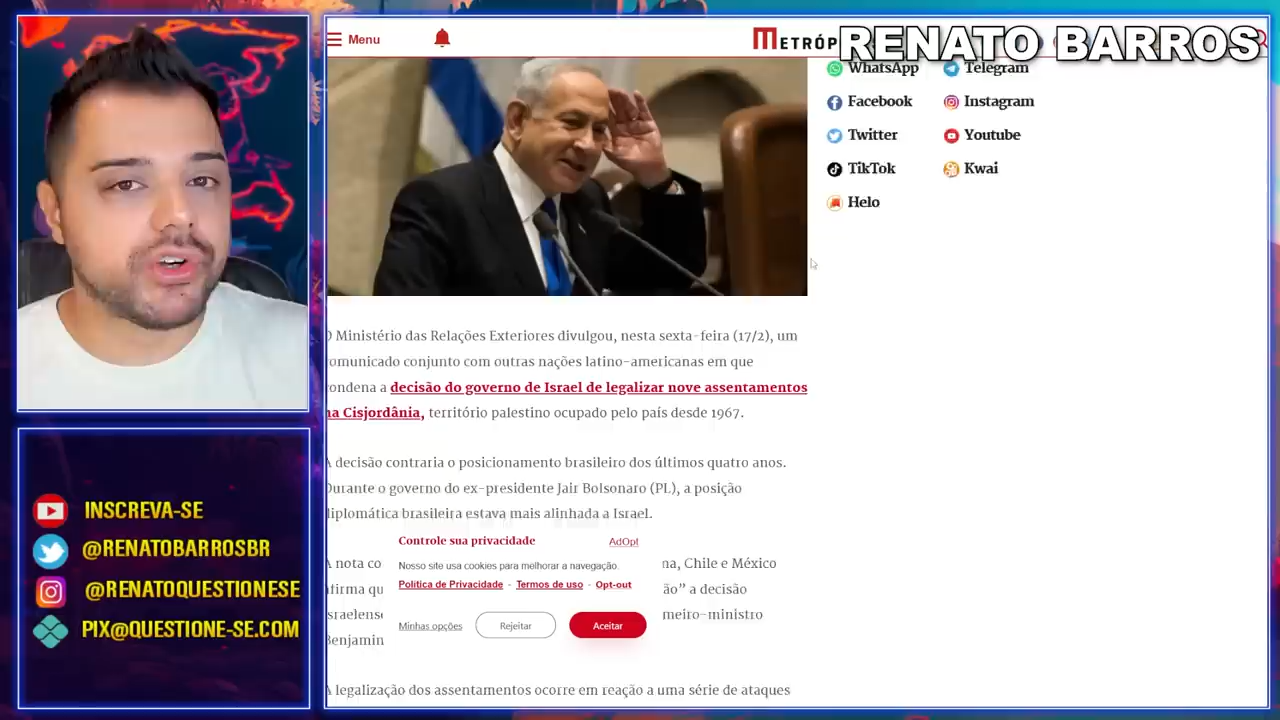 Menu
METRÓP
RENATO BARROS
WhatsApp
Telegram
Facebook
Instagram
Twitter
Youtube
TikTok
Kwai
Helo
O Ministério das Relações Exteriores divulgou, nesta sexta-feira (17/2), um
comunicado conjunto com outras nações latino-americanas em que
condena a decisão do governo de Israel de legalizar nove assentamentos
na Cisjordânia, território palestino ocupado pelo país desde 1967.
A decisão contraria o posicionamento brasileiro dos últimos quatro anos.
Durante o governo do ex-presidente Jair Bolsonaro (PL), a posição
diplomática brasileira estava mais alinhada a Israel.
A nota co
na, Chile e México
afirma qu
ão” a decisão
israelense
meiro-ministro
Benjamin
A legalização dos assentamentos ocorre em reação a uma série de ataques
Controle sua privacidade
AdOpt
Nosso site usa cookies para melhorar a navegação.
Política de Privacidade - Termos de uso - Opt-out
Minhas opções
Rejeitar
Aceitar
INSCREVA-SE
@RENATOBARROSBR
@RENATOQUESTIONESE
PIX@QUESTIONE-SE.COM